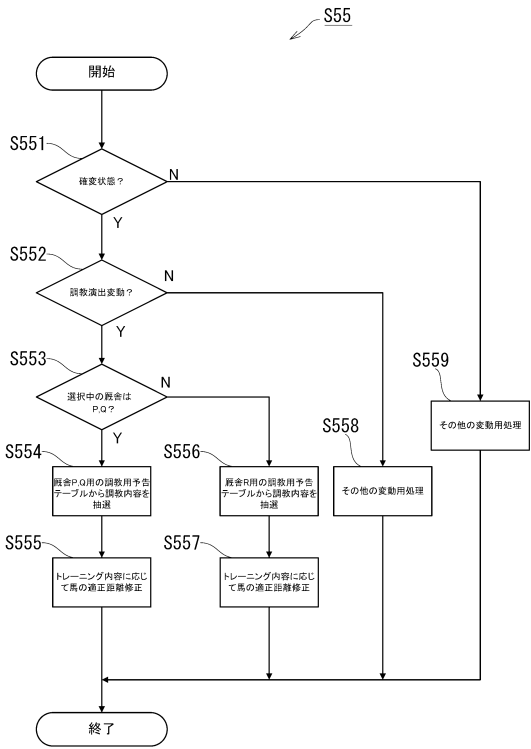 S55
開始
S551
確変状態？
N
Y
S552
調教演出変動？
N
Y
S553
選択中の厩舎は
P,Q？
N
Y
S554
厩舎P,Q用の調教用予告
テーブルから調教内容を
抽選
S555
トレーニング内容に応じ
て馬の適正距離修正
S556
厩舎R用の調教用予告
テーブルから調教内容を
抽選
S557
トレーニング内容に応じ
て馬の適正距離修正
S558
その他の変動用処理
S559
その他の変動用処理
終了